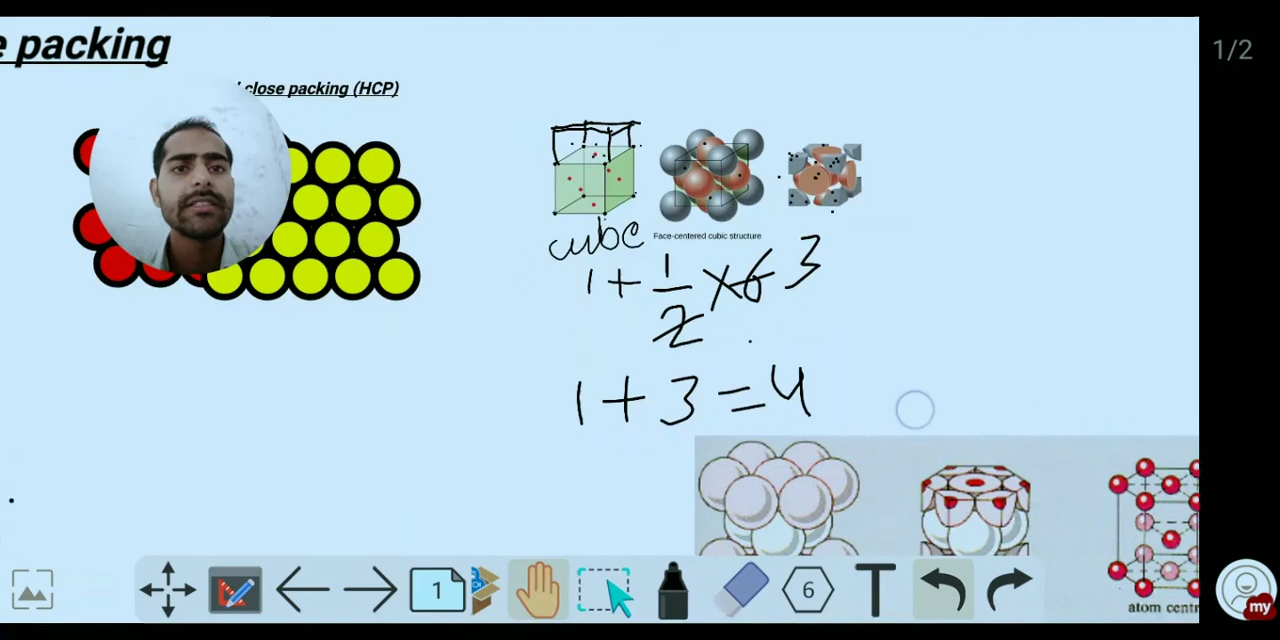 e packing
1/2
close packing (HCP)
cube
Face-centered cubic structure
1 + 1/2 × 6 3
1 + 3 = 4
1
6
T
atom centr
my